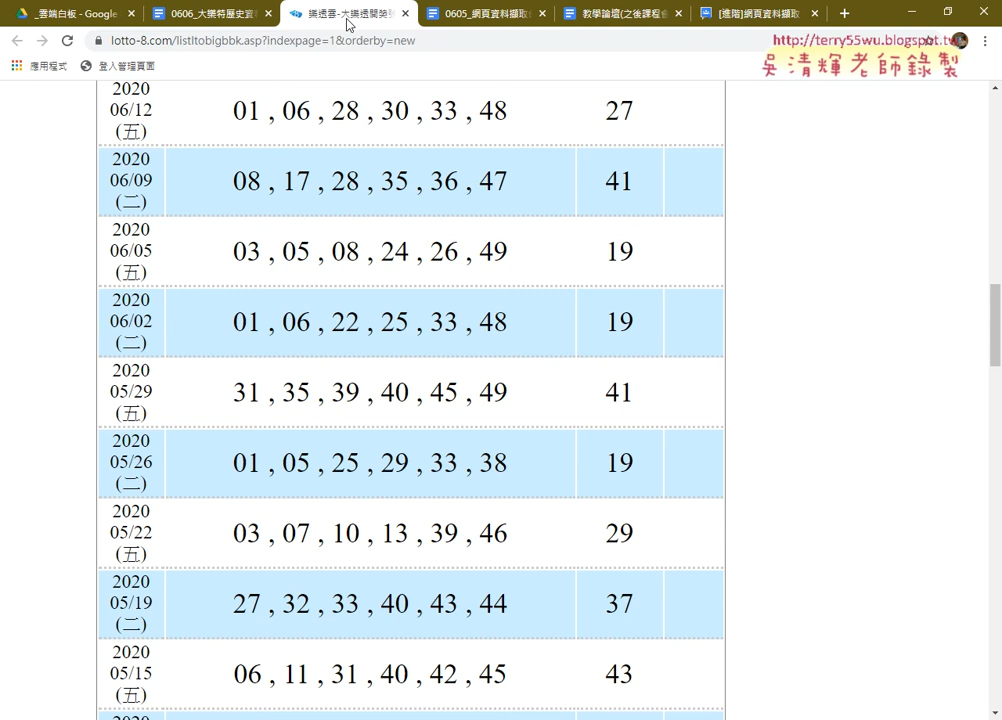 _雲端白板 - Google
0606_大樂特歷史資
樂透雲-大樂透開獎號
0605_網頁資料擷取
教學論壇(之後課程會
[進階]網頁資料擷取
lotto-8.com/listltobigbbk.asp?indexpage=1&orderby=new
http://terry55wu.blogspot.tw
應用程式
登入管理頁面
吳清輝老師錄製
2020
06/12
(五)
01 , 06 , 28 , 30 , 33 , 48
27
2020
06/09
(二)
08 , 17 , 28 , 35 , 36 , 47
41
2020
06/05
(五)
03 , 05 , 08 , 24 , 26 , 49
19
2020
06/02
(二)
01 , 06 , 22 , 25 , 33 , 48
19
2020
05/29
(五)
31 , 35 , 39 , 40 , 45 , 49
41
2020
05/26
(二)
01 , 05 , 25 , 29 , 33 , 38
19
2020
05/22
(五)
03 , 07 , 10 , 13 , 39 , 46
29
2020
05/19
(二)
27 , 32 , 33 , 40 , 43 , 44
37
2020
05/15
(五)
06 , 11 , 31 , 40 , 42 , 45
43
2020